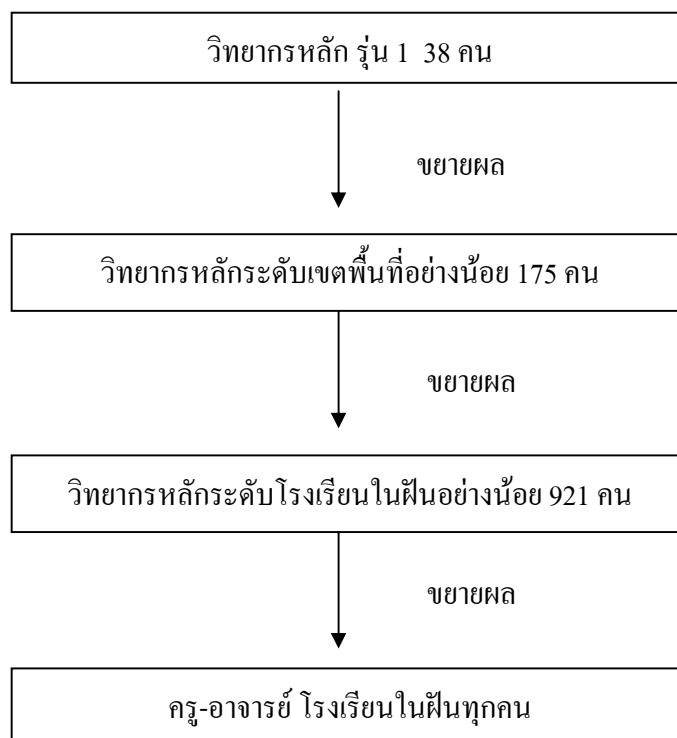 วิทยากรหลัก รุ่น 1 38 คน
ขยายผล
วิทยากรหลักระดับเขตพื้นที่อย่างน้อย 175 คน
ขยายผล
วิทยากรหลักระดับโรงเรียนในฝันอย่างน้อย 921 คน
ขยายผล
ครู-อาจารย์ โรงเรียนในฝันทุกคน